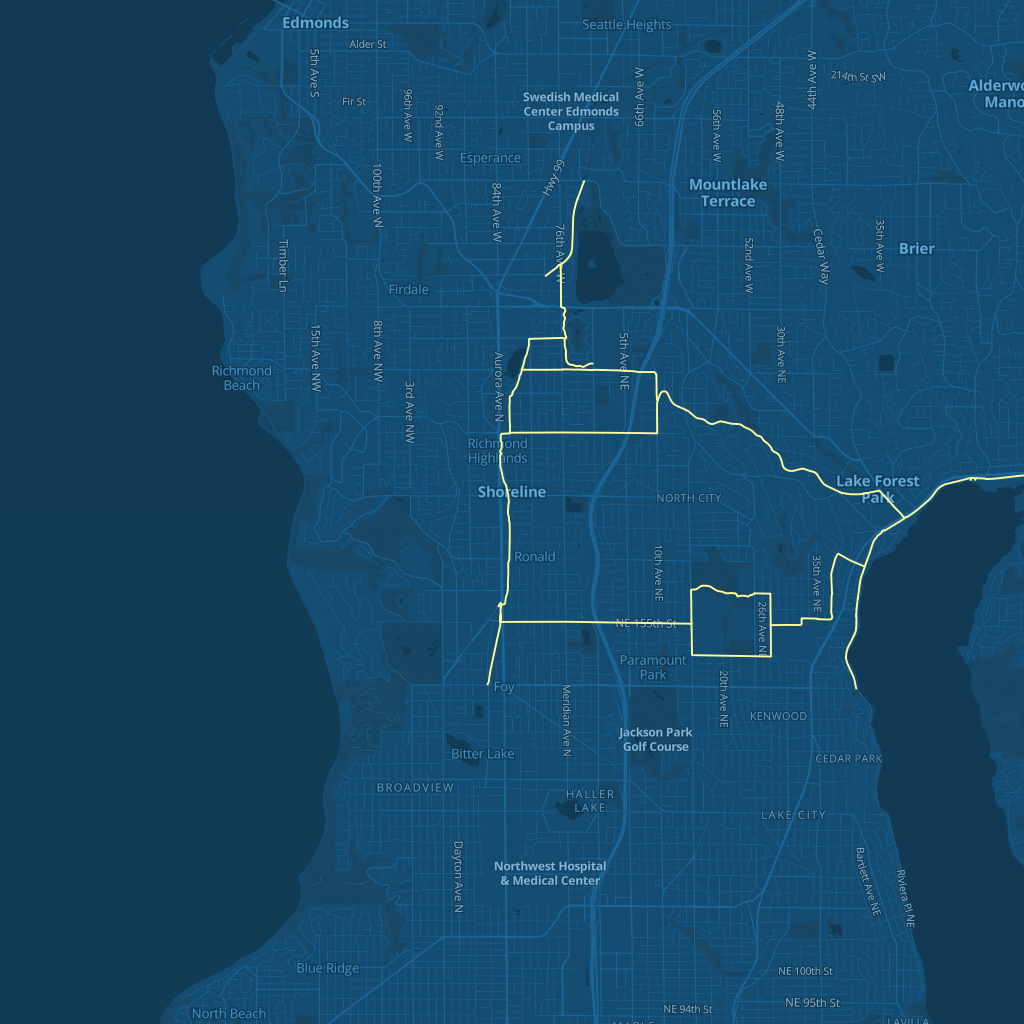 Edmonds
Seattle Heights
Alder St
5th Ave S
214th St SW
44th Ave W
Alderwo
Mano
66th Ave W
Swedish Medical
Center Edmonds
Campus
Fir St
96th Ave W
92nd Ave W
56th Ave W
48th Ave W
Esperance
Hwy 99
100th Ave W
84th Ave W
Mountlake
Terrace
76th Ave W
52nd Ave W
Cedar Way
35th Ave W
Brier
Timber Ln
Firdale
15th Ave NW
8th Ave NW
Aurora Ave N
5th Ave NE
30th Ave NE
Richmond
Beach
3rd Ave NW
Richmond
Highlands
Shoreline
NORTH CITY
Lake Forest
Park
Ronald
10th Ave NE
35th Ave NE
NE 155th St
26th Ave NE
Paramount
Park
Foy
Meridian Ave N
20th Ave NE
KENWOOD
Jackson Park
Golf Course
Bitter Lake
CEDAR PARK
BROADVIEW
HALLER
LAKE
LAKE CITY
Dayton Ave N
Northwest Hospital
& Medical Center
Bartlett Ave NE
Riviera Pl NE
Blue Ridge
NE 100th St
North Beach
NE 94th St
NE 95th St
LAVILLA